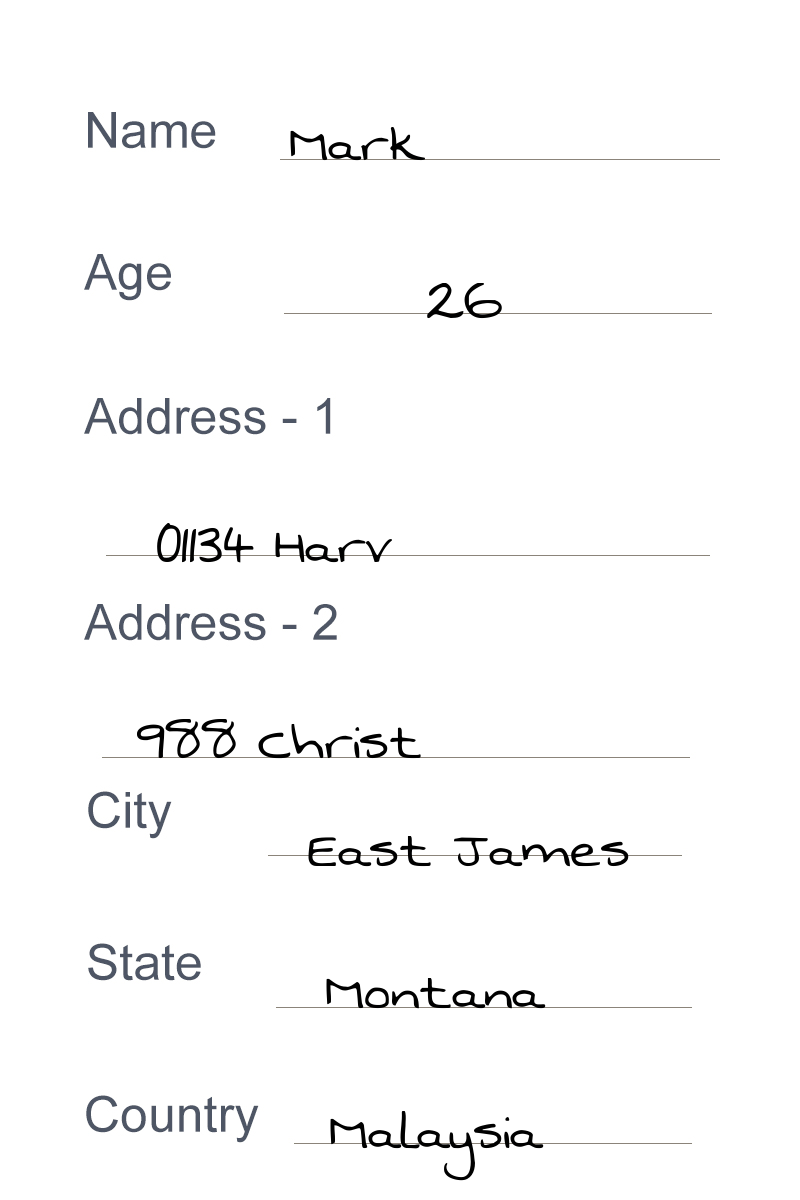 Name Mark
Age 26
Address - 1
01134 Harv
Address - 2
988 Christ
City East James
State Montana
Country Malaysia